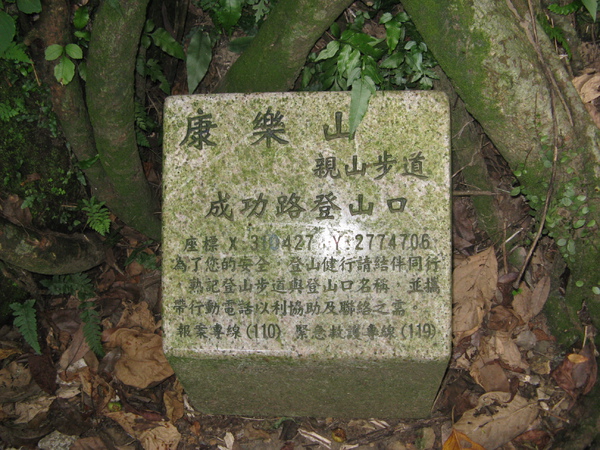 康樂山
親山步道
成功路登山口
座標 X:310427 Y:2774706
為了您的安全，登山健行請結伴同行
熟記登山步道與登山口名稱，並攜
帶行動電話以利協助及聯絡之需
報案專線(110) 緊急救護專線(119)